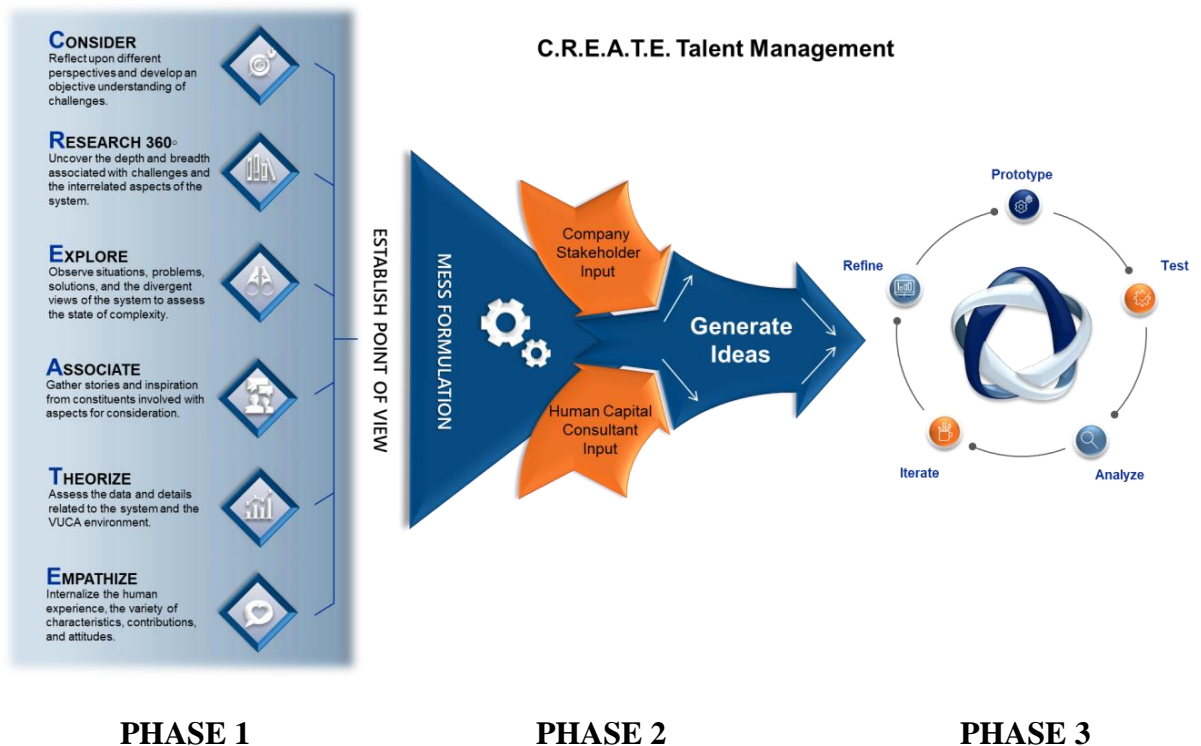 C.R.E.A.T.E. Talent Management
CONSIDER
Reflect upon different
perspectives and develop an
objective understanding of
challenges.
RESEARCH 360°
Uncover the depth and breadth
associated with challenges and
the interrelated aspects of the
system.
EXPLORE
Observe situations, problems,
solutions, and the divergent
views of the system to assess
the state of complexity.
ASSOCIATE
Gather stories and inspiration
from constituents involved with
aspects for consideration.
THEORIZE
Assess the data and details
related to the system and the
VUCA environment.
EMPATHIZE
Internalize the human
experience, the variety of
characteristics, contributions,
and attitudes.
ESTABLISH POINT OF VIEW
MESS FORMULATION
Company
Stakeholder
Input
Human Capital
Consultant
Input
Generate
Ideas
Prototype
Test
Analyze
Iterate
Refine
PHASE 1
PHASE 2
PHASE 3